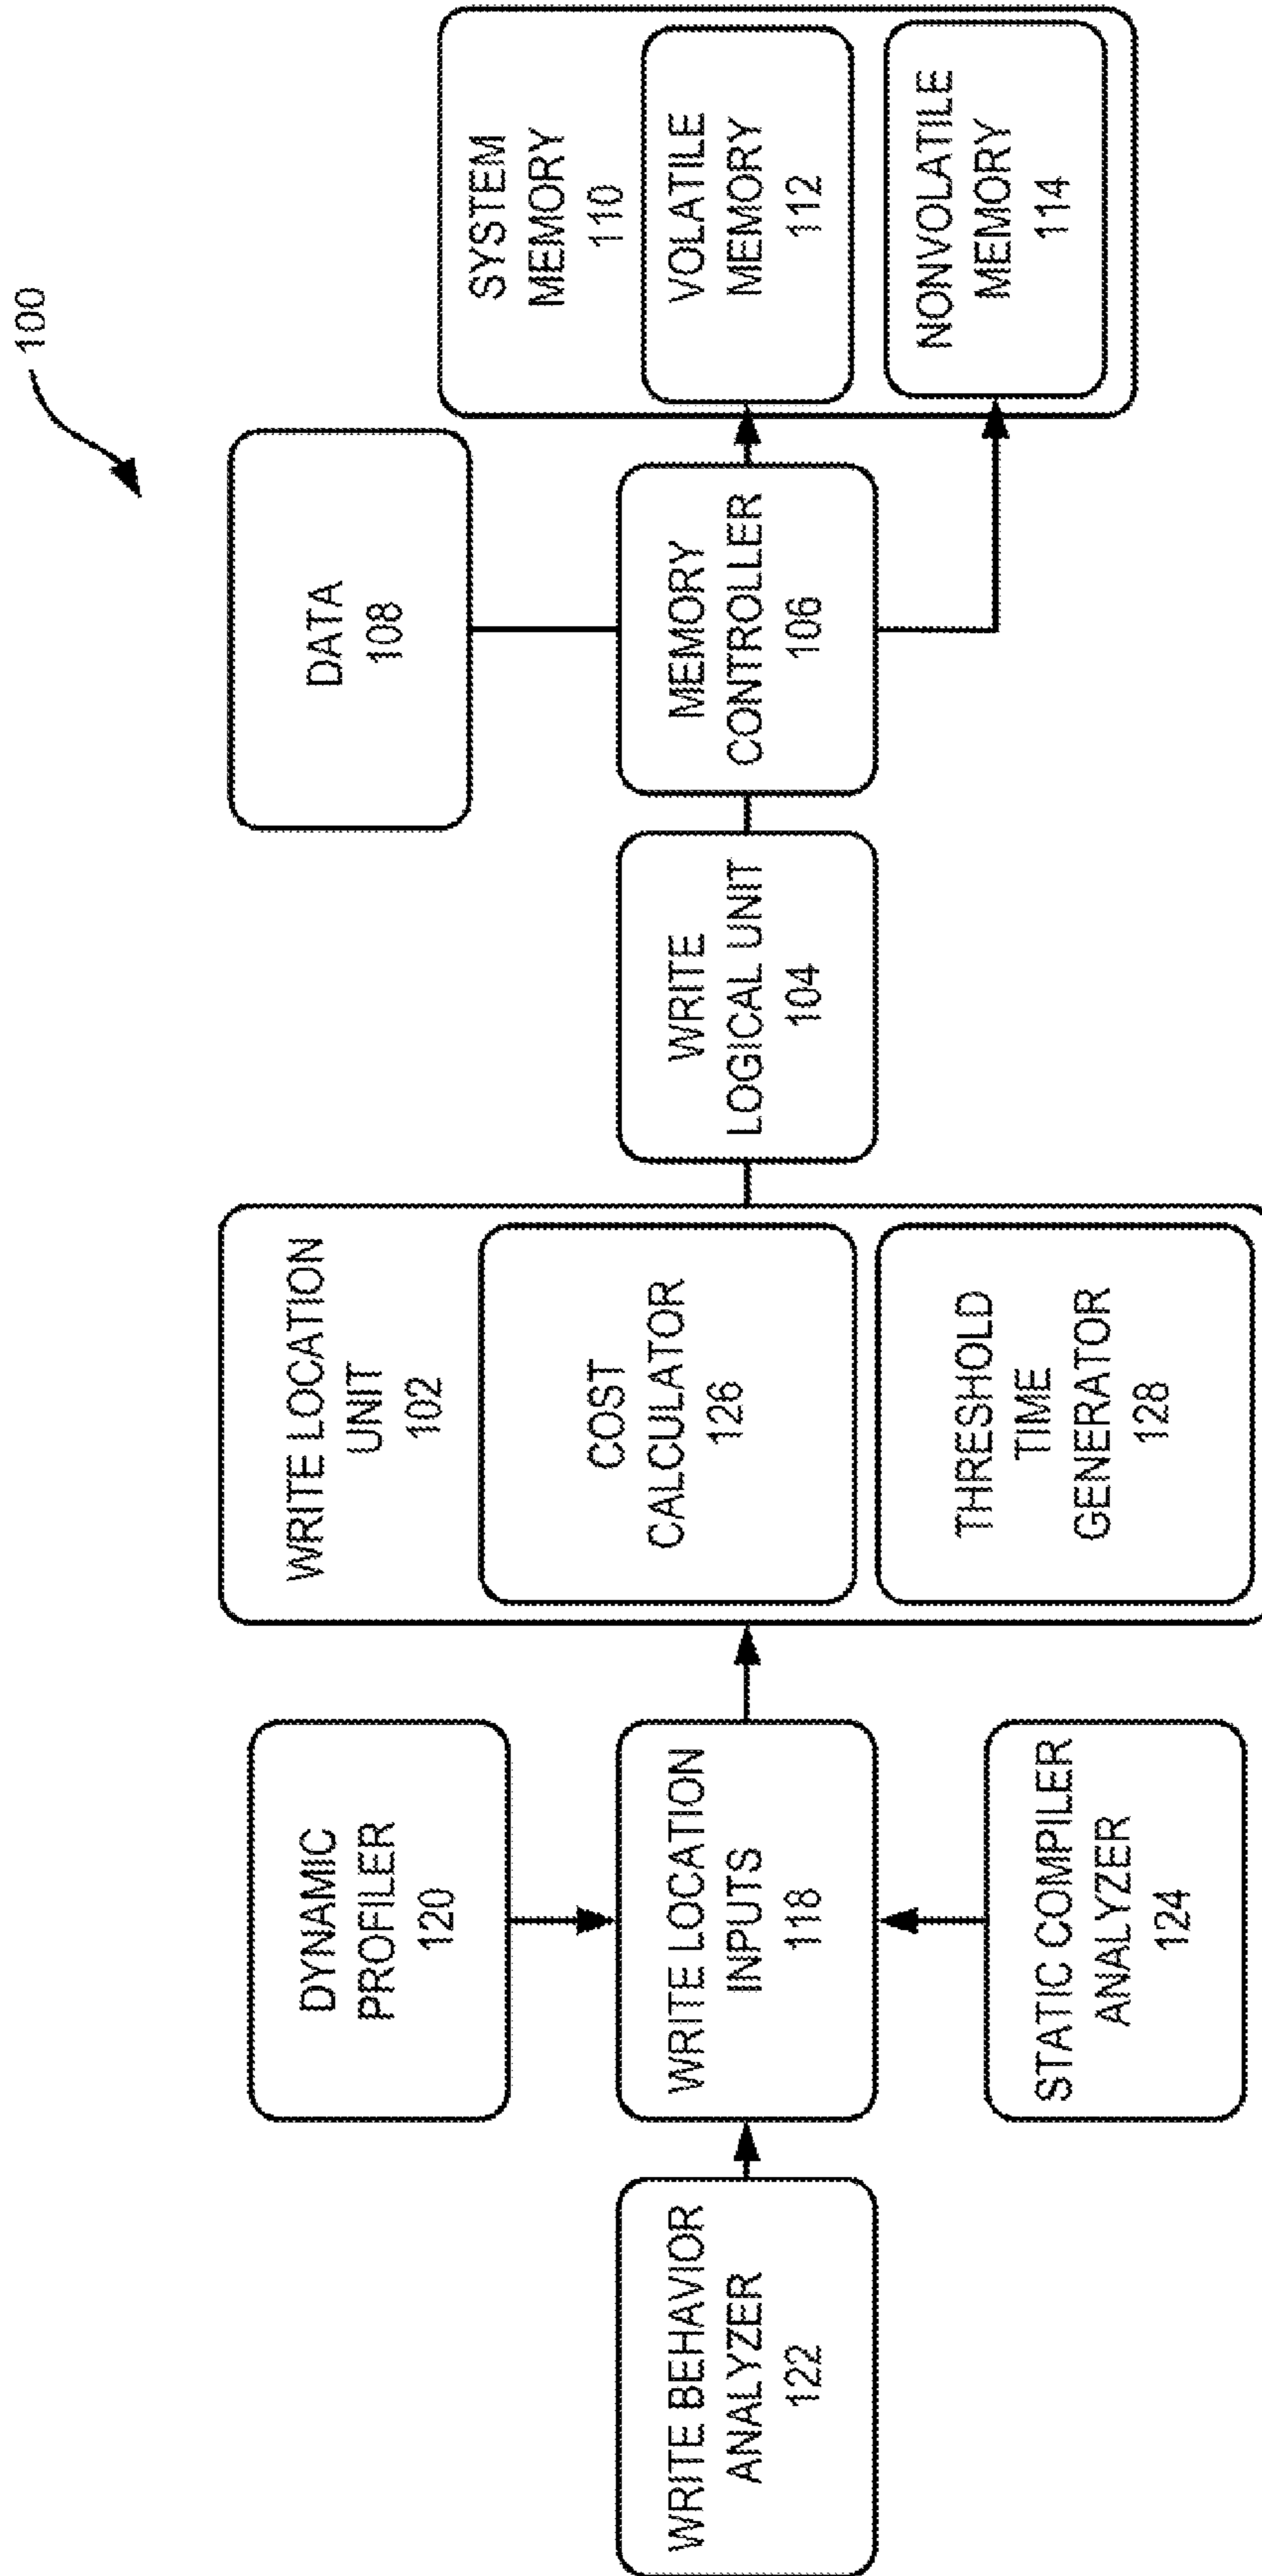 100
DATA
108
SYSTEM
MEMORY
110
VOLATILE
MEMORY
112
NONVOLATILE
MEMORY
114
MEMORY
CONTROLLER
106
WRITE
LOGICAL UNIT
104
WRITE LOCATION
UNIT
102
COST
CALCULATOR
126
THRESHOLD
TIME
GENERATOR
128
DYNAMIC
PROFILER
120
WRITE LOCATION
INPUTS
118
STATIC COMPILER
ANALYZER
124
WRITE BEHAVIOR
ANALYZER
122